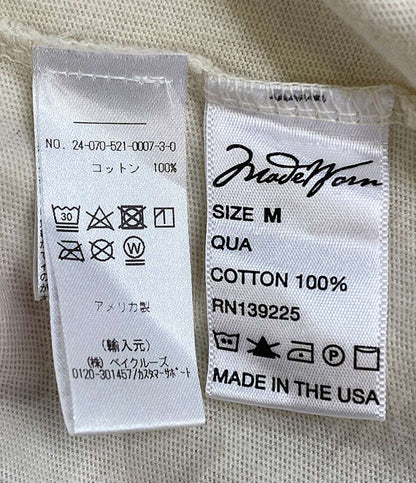 NO. 24-070-521-0007-3-0
コットン 100%
30
W
アメリカ製
(輸入元)
(株) ベイクルーズ
0120-301457/カスタマーサポート
MadeWorn
SIZE M
QUA
COTTON 100%
RN139225
P
MADE IN THE USA